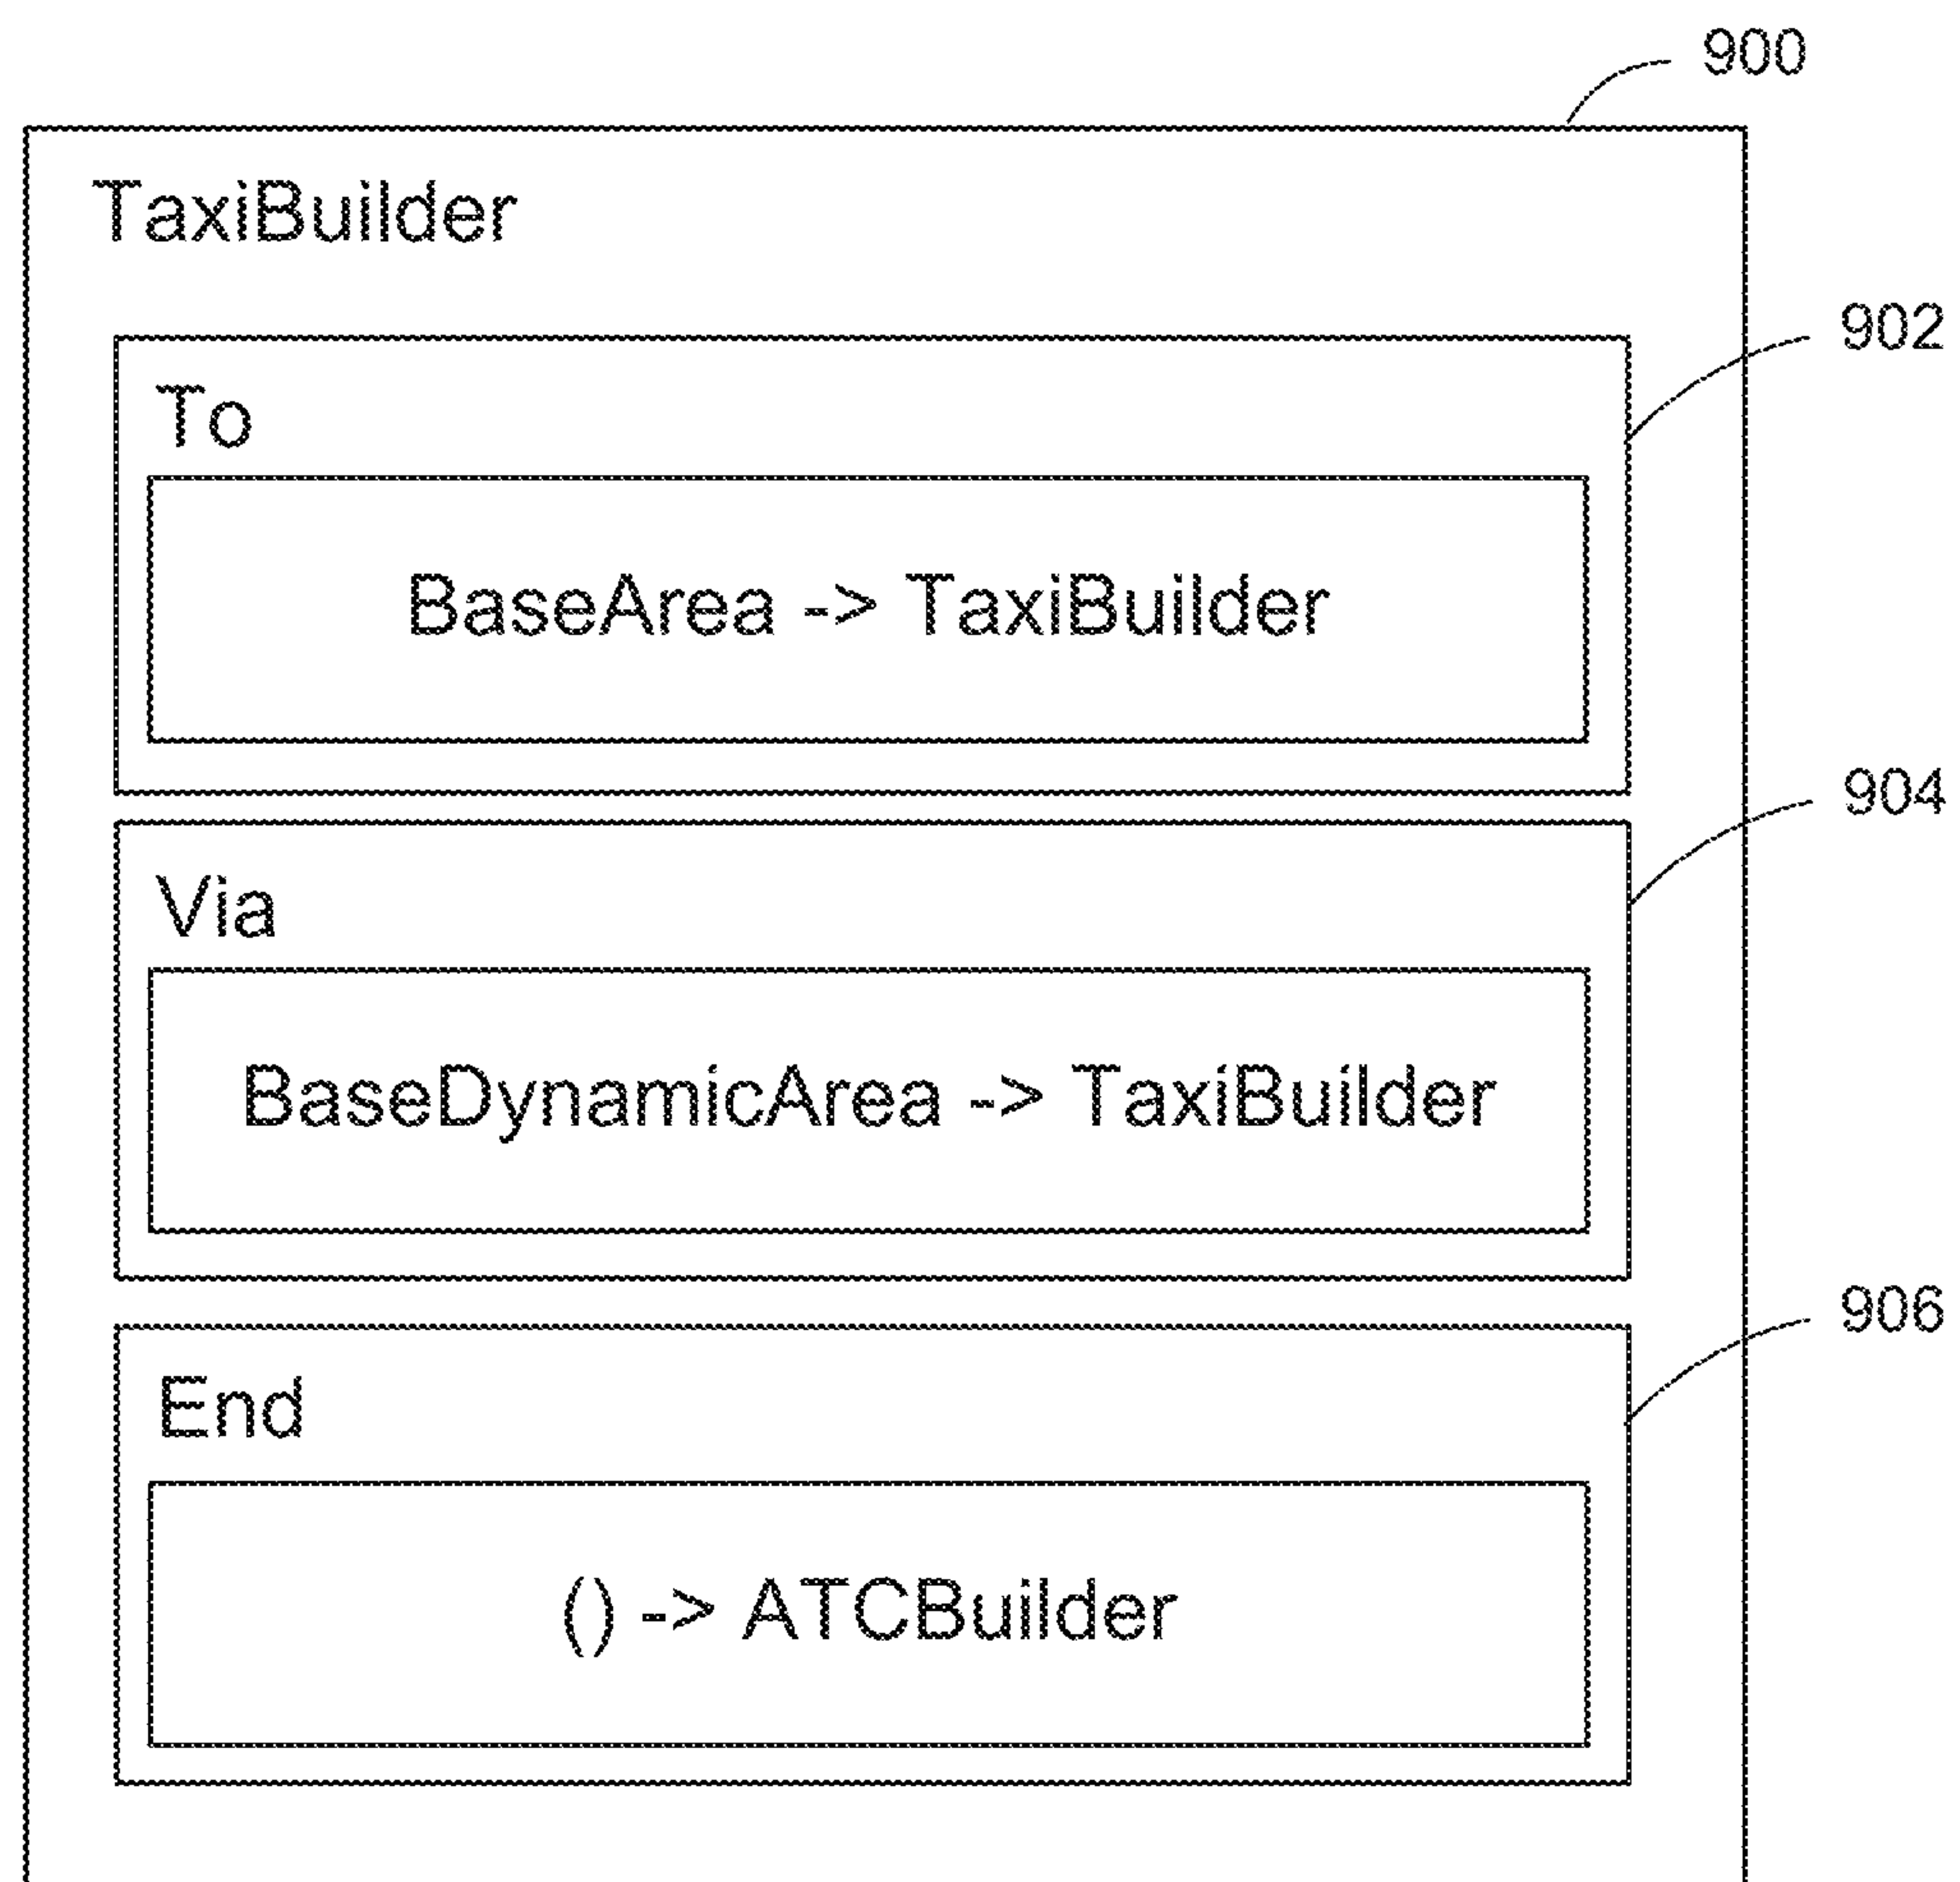 900
TaxiBuilder
902
To
BaseArea -> TaxiBuilder
904
Via
BaseDynamicArea -> TaxiBuilder
906
End
() -> ATCBuilder